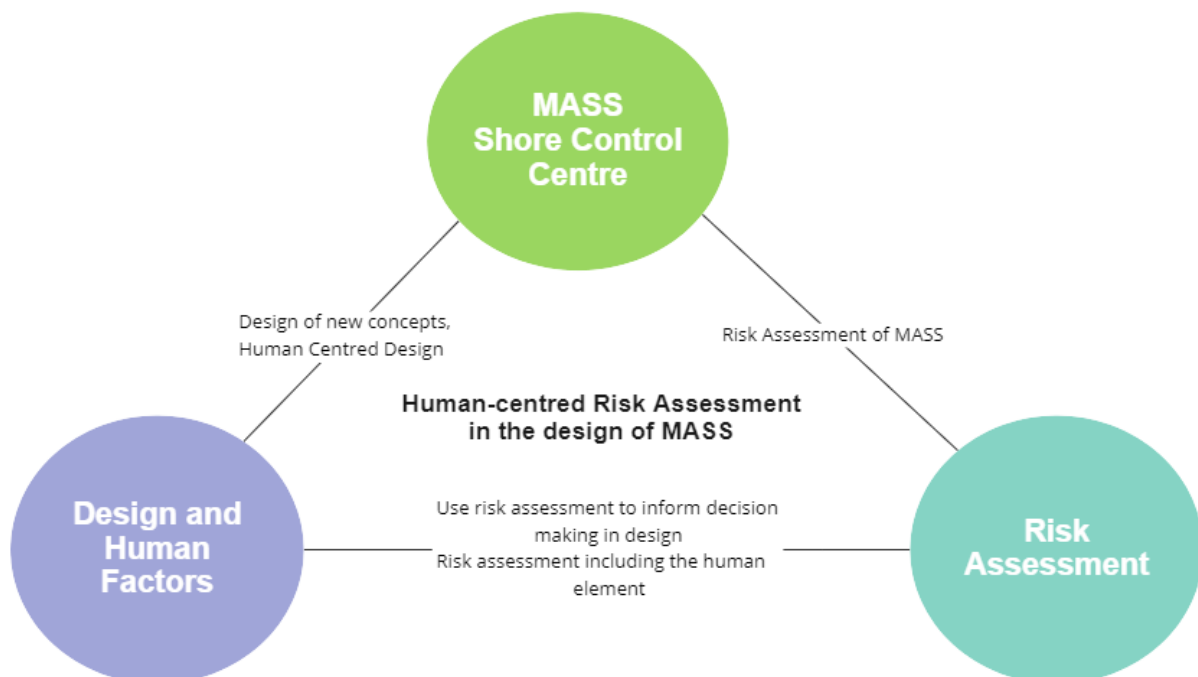 MASS
Shore Control
Centre
Design of new concepts,
Human Centred Design
Risk Assessment of MASS
Human-centred Risk Assessment
in the design of MASS
Design and
Human
Factors
Use risk assessment to inform decision
making in design
Risk assessment including the human
element
Risk
Assessment